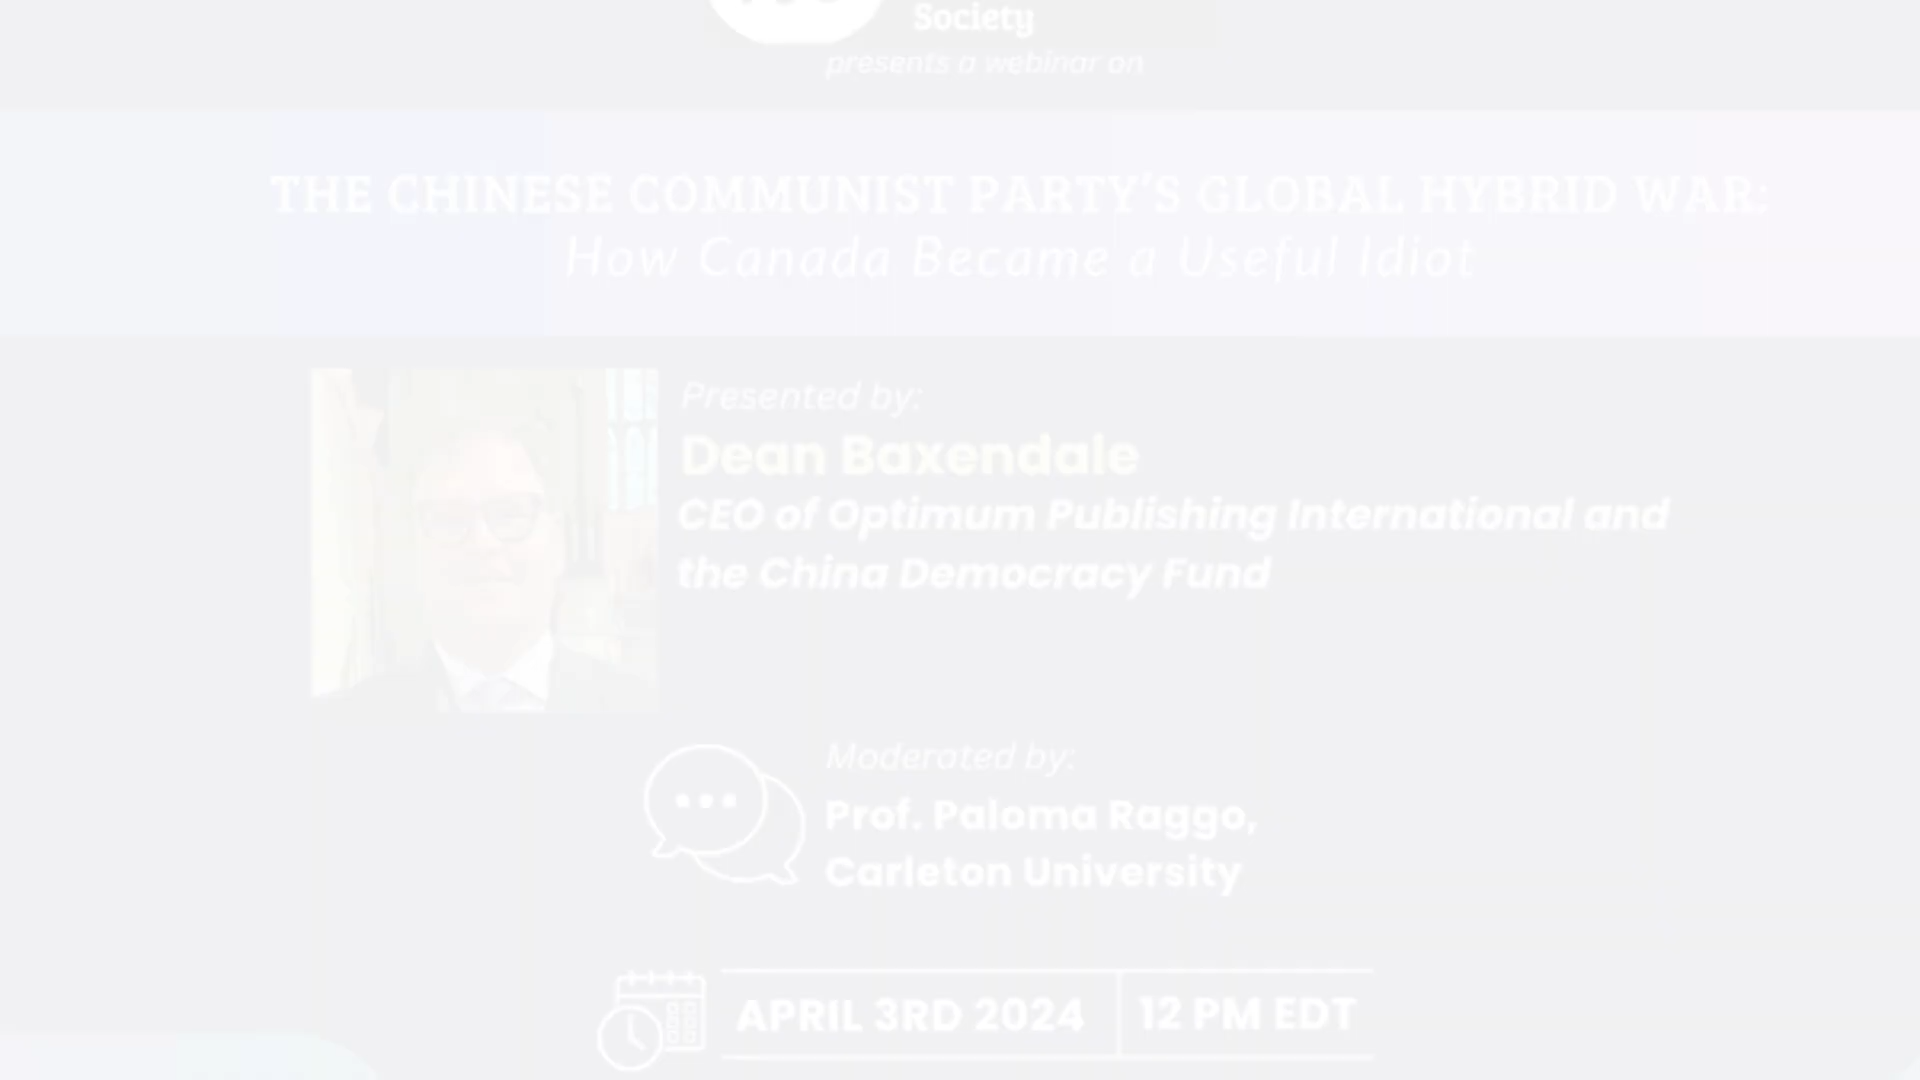 Society
presents a webinar on
THE CHINESE COMMUNIST PARTY'S GLOBAL HYBRID WAR:
How Canada Became a Useful Idiot
Presented by:
Dean Baxendale
CEO of Optimum Publishing International and
the China Democracy Fund
Moderated by:
Prof. Paloma Raggo,
Carleton University
APRIL 3RD 2024
12 PM EDT